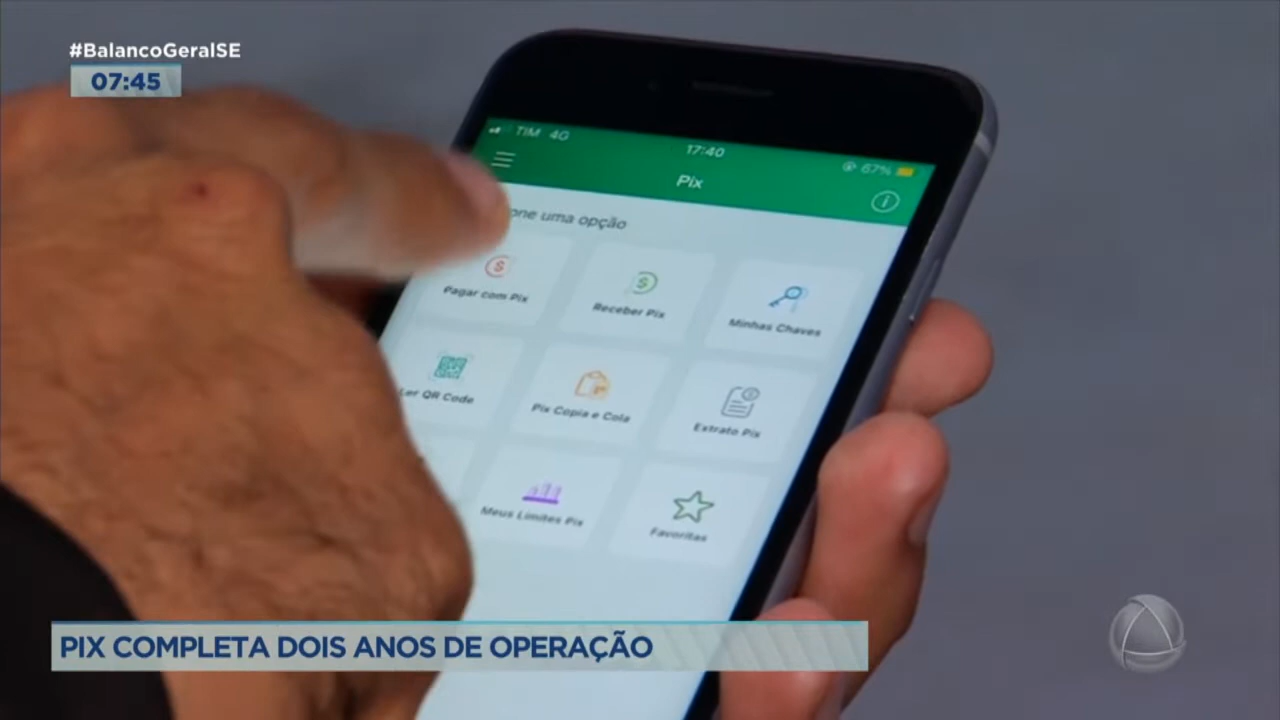 #BalancoGeralSE
07:45
TIM 4G
17:40
67%
Pix
one uma opção
Pagar com Pix
Receber Pix
Minhas Chaves
Ler QR Code
Pix Copia e Cola
Extrato Pix
Meus Limites Pix
Favoritas
PIX COMPLETA DOIS ANOS DE OPERAÇÃO